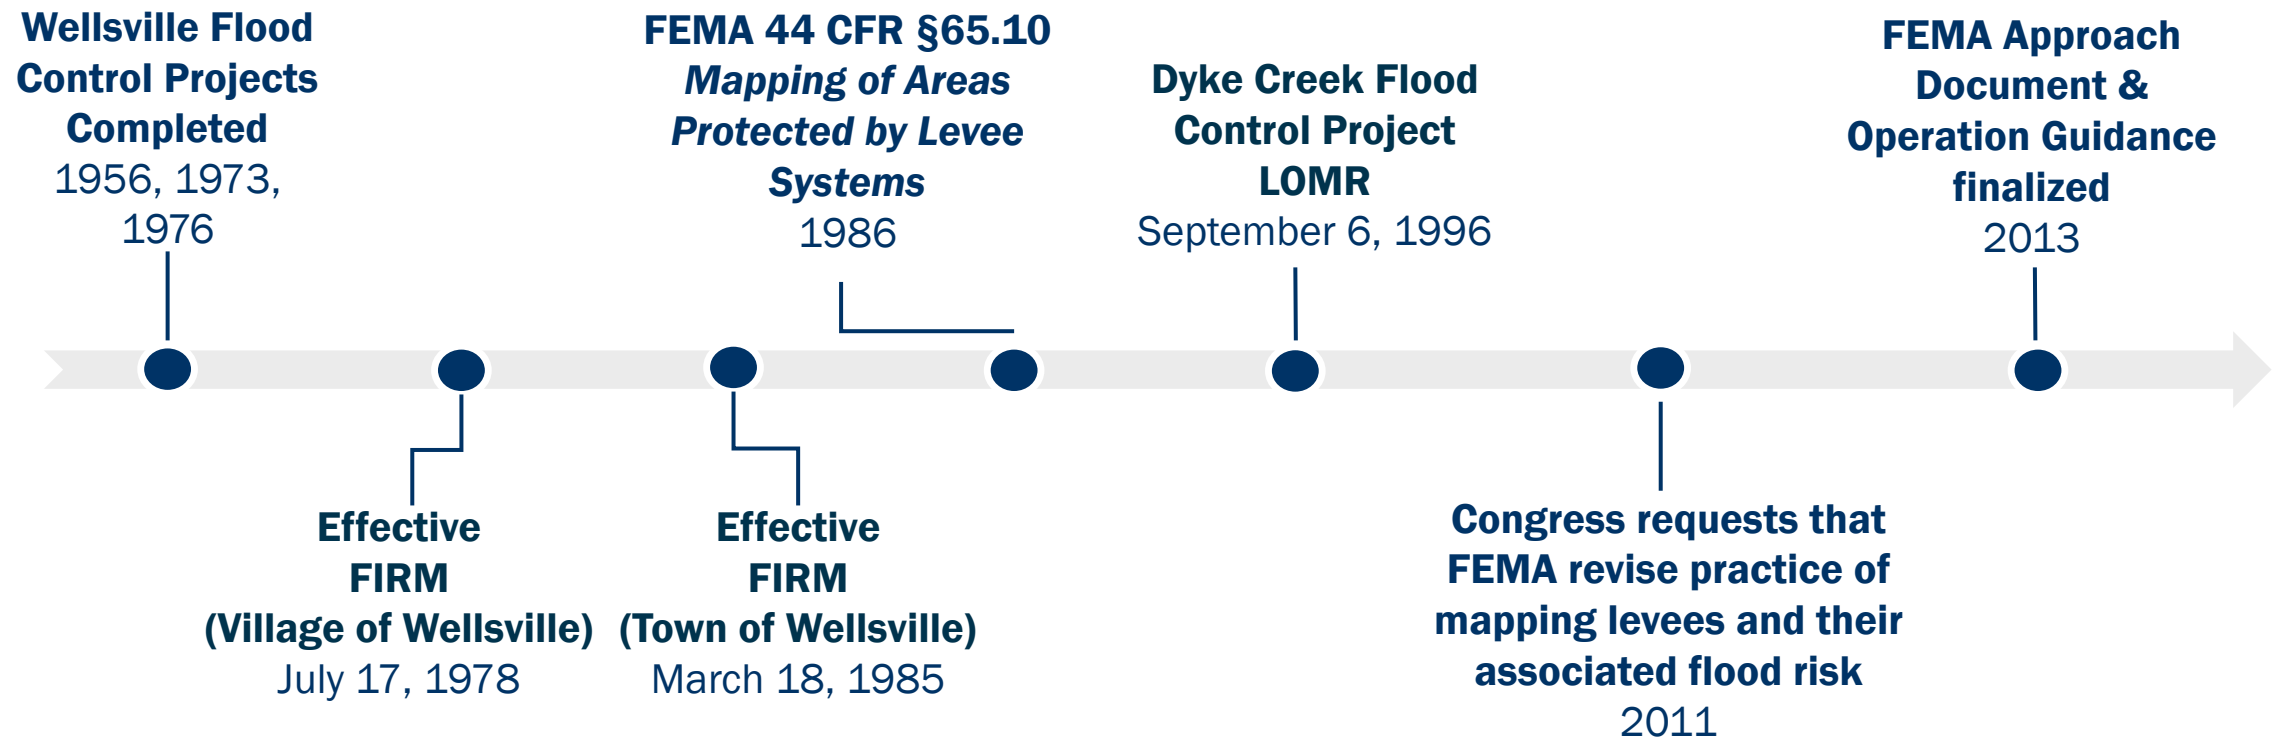 Wellsville Flood
Control Projects
Completed
1956, 1973,
1976
Effective
FIRM
(Village of Wellsville)
July 17, 1978
Effective
FIRM
(Town of Wellsville)
March 18, 1985
FEMA 44 CFR §65.10
Mapping of Areas
Protected by Levee
Systems
1986
Dyke Creek Flood
Control Project
LOMR
September 6, 1996
Congress requests that
FEMA revise practice of
mapping levees and their
associated flood risk
2011
FEMA Approach
Document &
Operation Guidance
finalized
2013